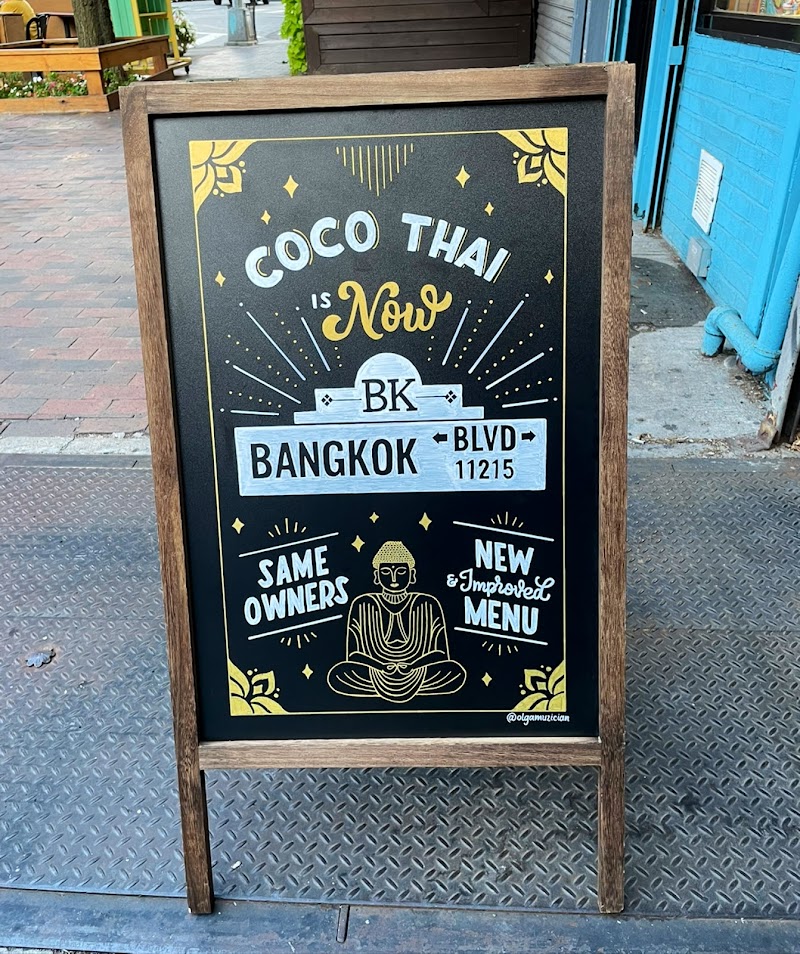 COCO THAI
IS Now
BK
BANGKOK
BLVD
11215
SAME
OWNERS
NEW
& Improved
MENU
@olgamuzician